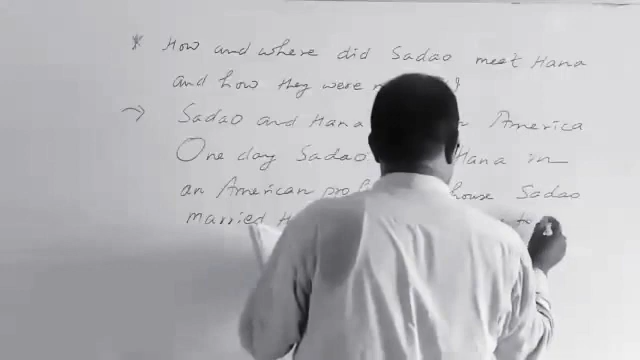 * How and where did Sadao meet Hana
and how they were
→ Sadao and Hana America
One day Sadao Hana in
an American house Sadao
married